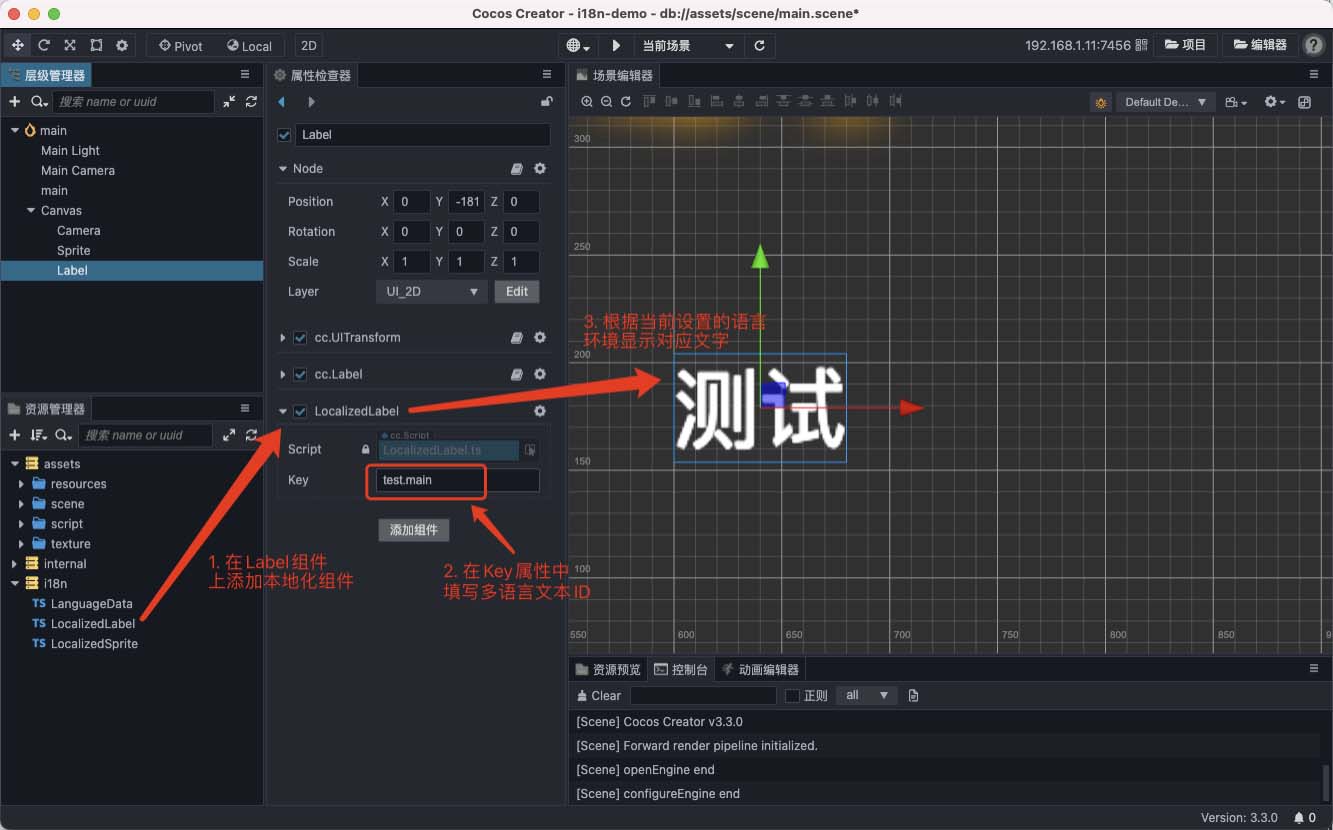 Cocos Creator - i18n-demo - db://assets/scene/main.scene*
Pivot
Local
2D
当前场景
192.168.1.11:7456
项目
编辑器
层级管理器
搜索 name or uuid
main
Main Light
Main Camera
main
Canvas
Camera
Sprite
Label
资源管理器
搜索 name or uuid
assets
resources
scene
script
texture
internal
i18n
TS LanguageData
TS LocalizedLabel
TS LocalizedSprite
属性检查器
Label
Node
Position X 0 Y -181 Z 0
Rotation X 0 Y 0 Z 0
Scale X 1 Y 1 Z 1
Layer UI_2D Edit
cc.UITransform
cc.Label
LocalizedLabel
cc.Script
Script LocalizedLabel.ts
Key test.main
添加组件
1. 在Label组件
上添加本地化组件
2. 在Key属性中
填写多语言文本ID
场景编辑器
Default De...
300
250
200
150
100
550 600 650 700 750 800 850 9
3. 根据当前设置的语言
环境显示对应文字
测试
资源预览
控制台
动画编辑器
Clear
正则
all
[Scene] Cocos Creator v3.3.0
[Scene] Forward render pipeline initialized.
[Scene] openEngine end
[Scene] configureEngine end
Version: 3.3.0
0